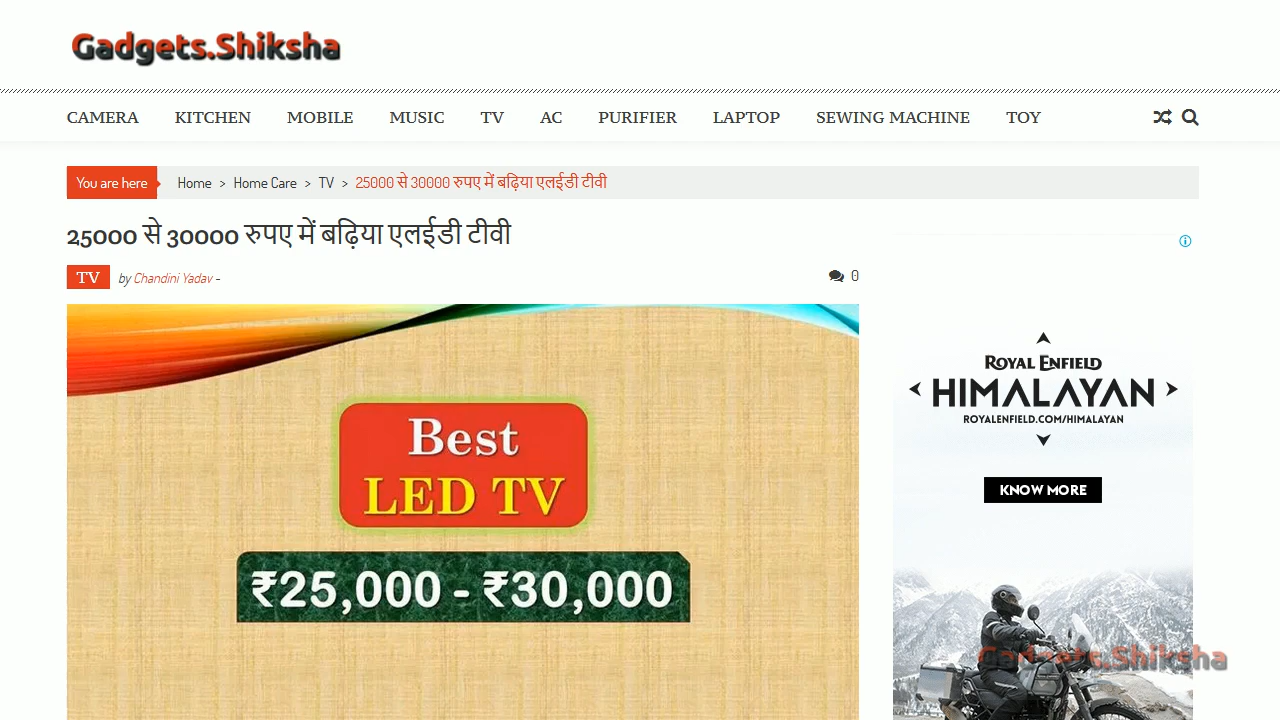 Gadgets.Shiksha
CAMERA KITCHEN MOBILE MUSIC TV AC PURIFIER LAPTOP SEWING MACHINE TOY
You are here Home > Home Care > TV > 25000 से 30000 रुपए में बढ़िया एलईडी टीवी
25000 से 30000 रुपए में बढ़िया एलईडी टीवी
TV by Chandini Yadav - 0
Best
LED TV
₹25,000 - ₹30,000
ROYAL ENFIELD
HIMALAYAN
ROYALENFIELD.COM/HIMALAYAN
KNOW MORE
Gadgets.Shiksha